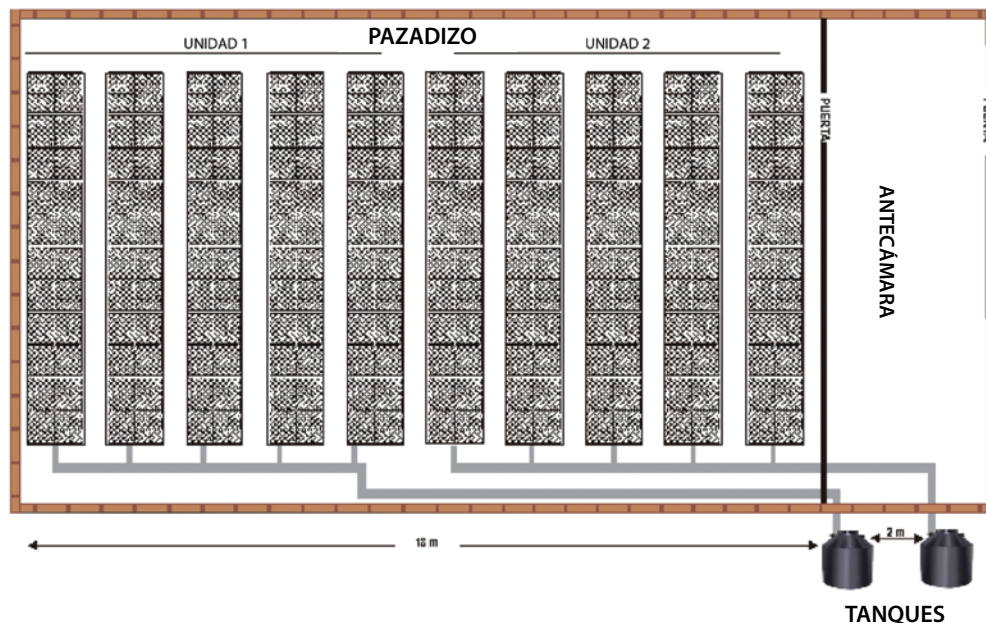 UNIDAD 1
PAZADIZO
UNIDAD 2
PUERTA
ANTECÁMARA
18 m
2 m
TANQUES